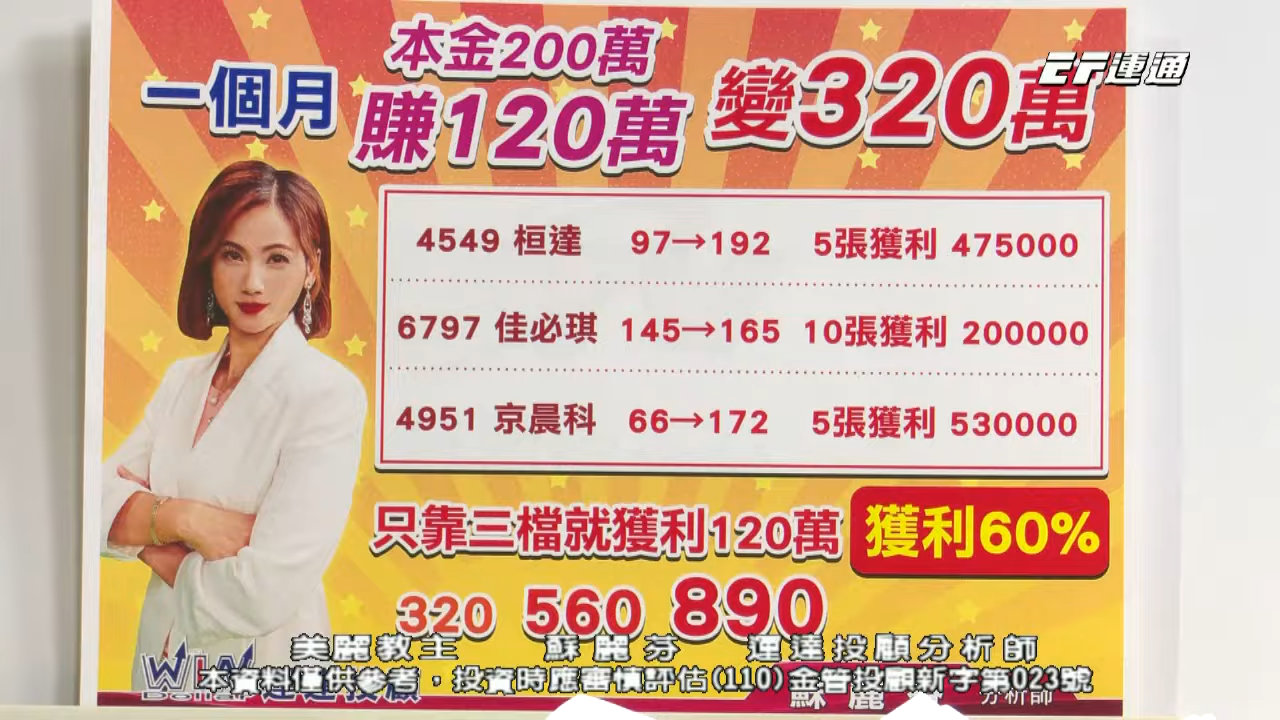 EF運通
一個月
本金200萬
賺120萬
變320萬
4549 桓達 97→192 5張獲利 475000
6797 佳必琪 145→165 10張獲利 200000
4951 京晨科 66→172 5張獲利 530000
只靠三檔就獲利120萬
獲利60%
320 560 890
美麗教主 蘇麗芬 運達投顧分析師
本資料僅供參考，投資時應審慎評估(110)金管投顧新字第023號
分析師